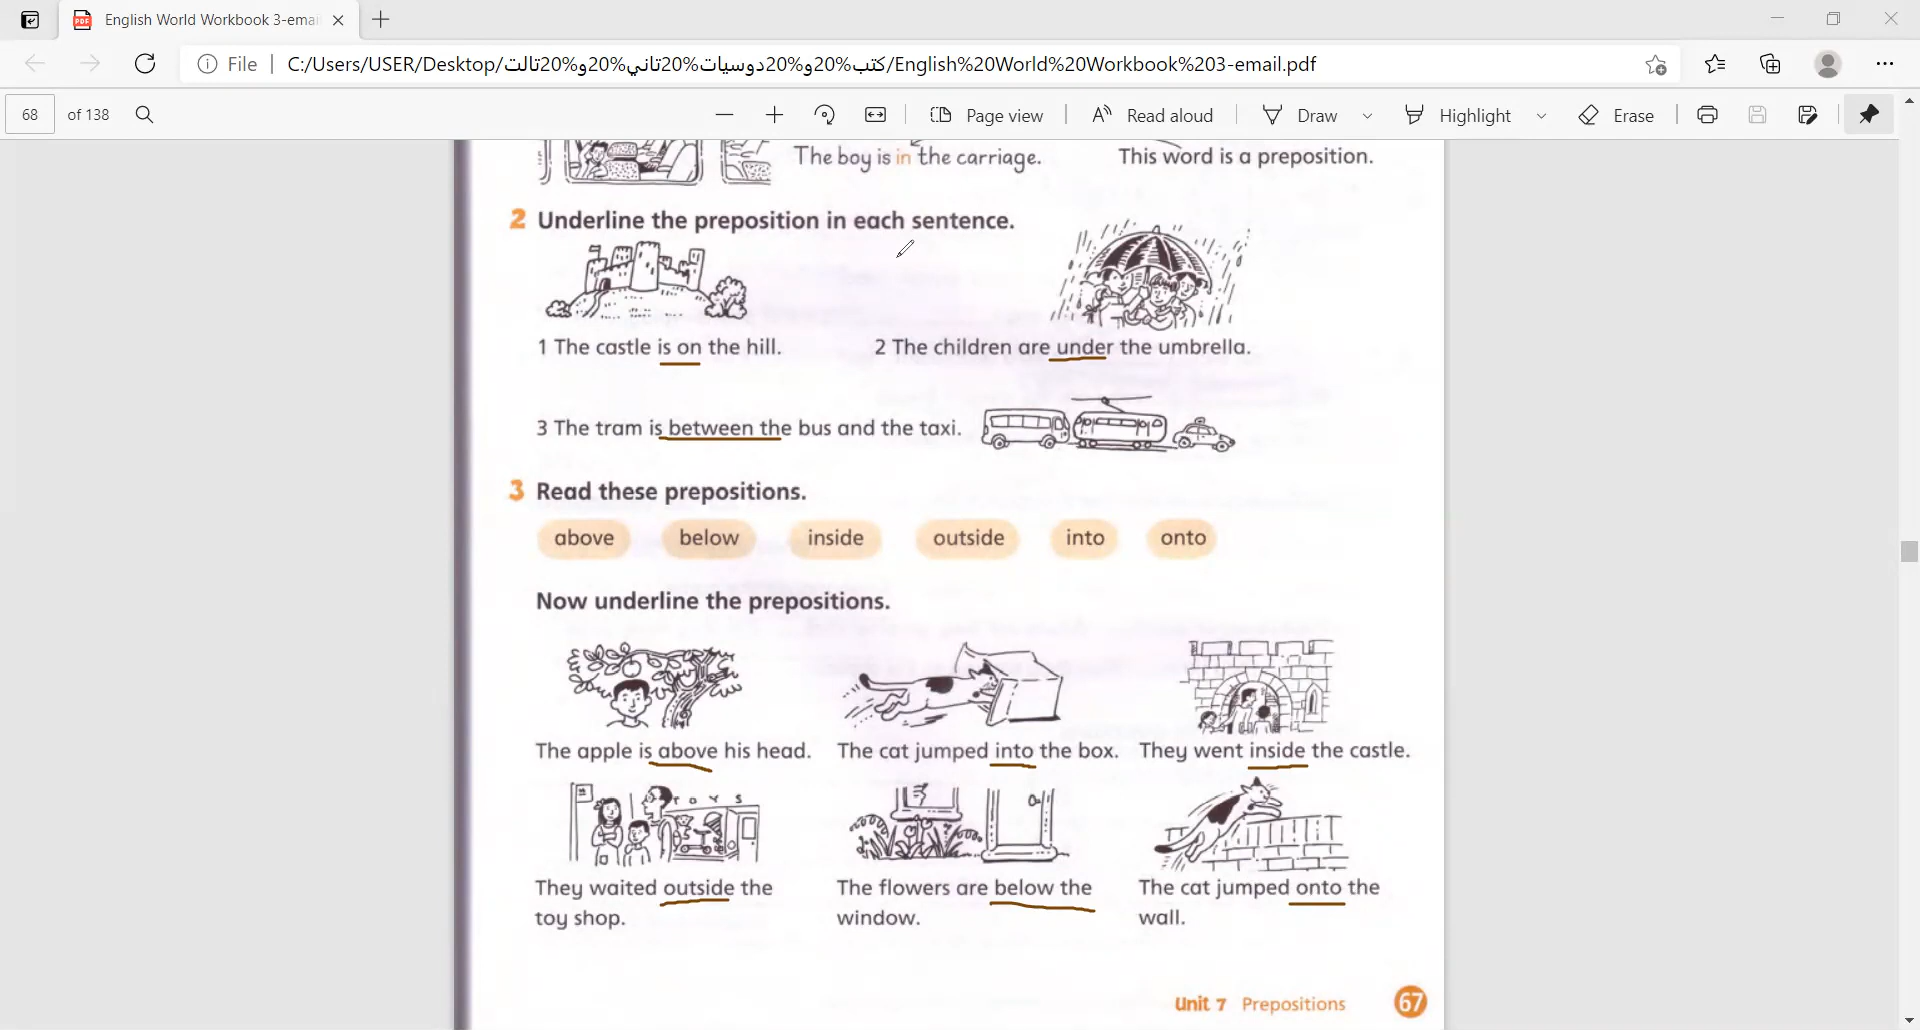 English World Workbook 3-emai
File
C:/Users/USER/Desktop/كتب%20و%20دوسيات%20تاني%20و%20تالت/English%20World%20Workbook%203-email.pdf
68 of 138
Page view
Read aloud
Draw
Highlight
Erase
The boy is in the carriage.
This word is a preposition.
2 Underline the preposition in each sentence.
1 The castle is on the hill.
2 The children are under the umbrella.
3 The tram is between the bus and the taxi.
3 Read these prepositions.
above below inside outside into onto
Now underline the prepositions.
The apple is above his head.
The cat jumped into the box.
They went inside the castle.
TOYS
They waited outside the
toy shop.
The flowers are below the
window.
The cat jumped onto the
wall.
Unit 7 Prepositions 67